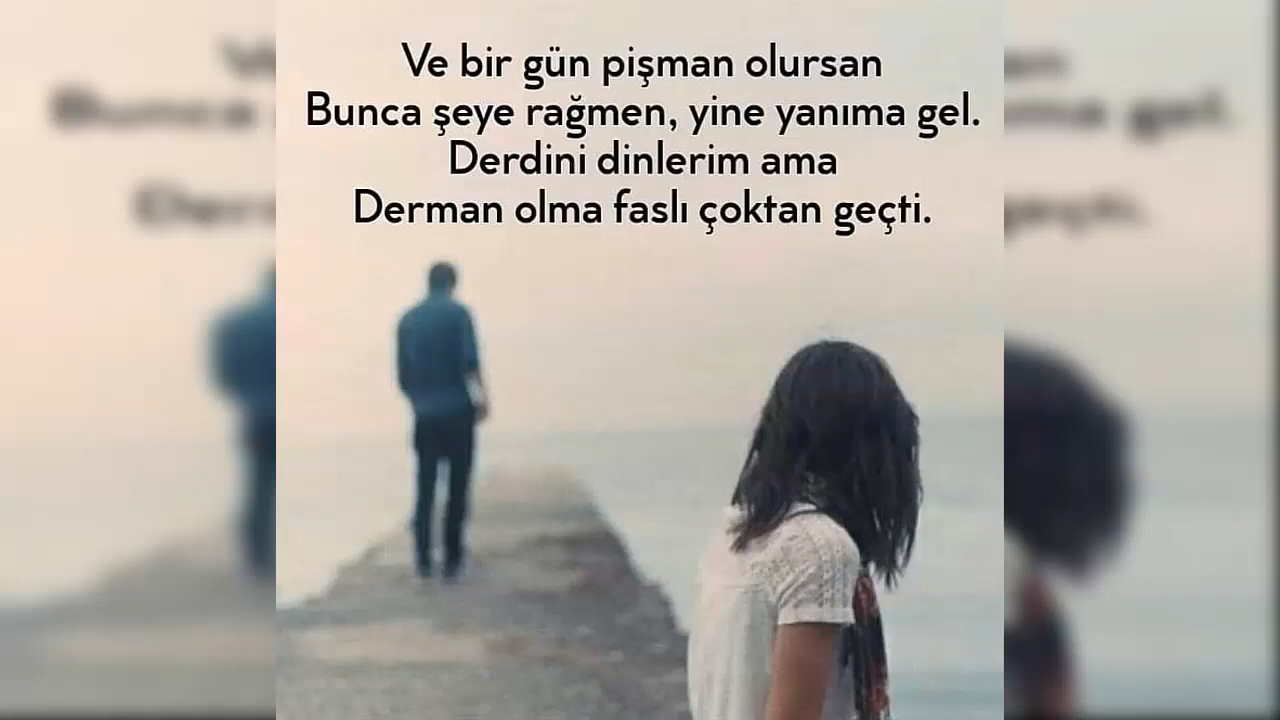 Ve bir gün pişman olursan
Bunca şeye rağmen, yine yanıma gel.
Derdini dinlerim ama
Derman olma faslı çoktan geçti.